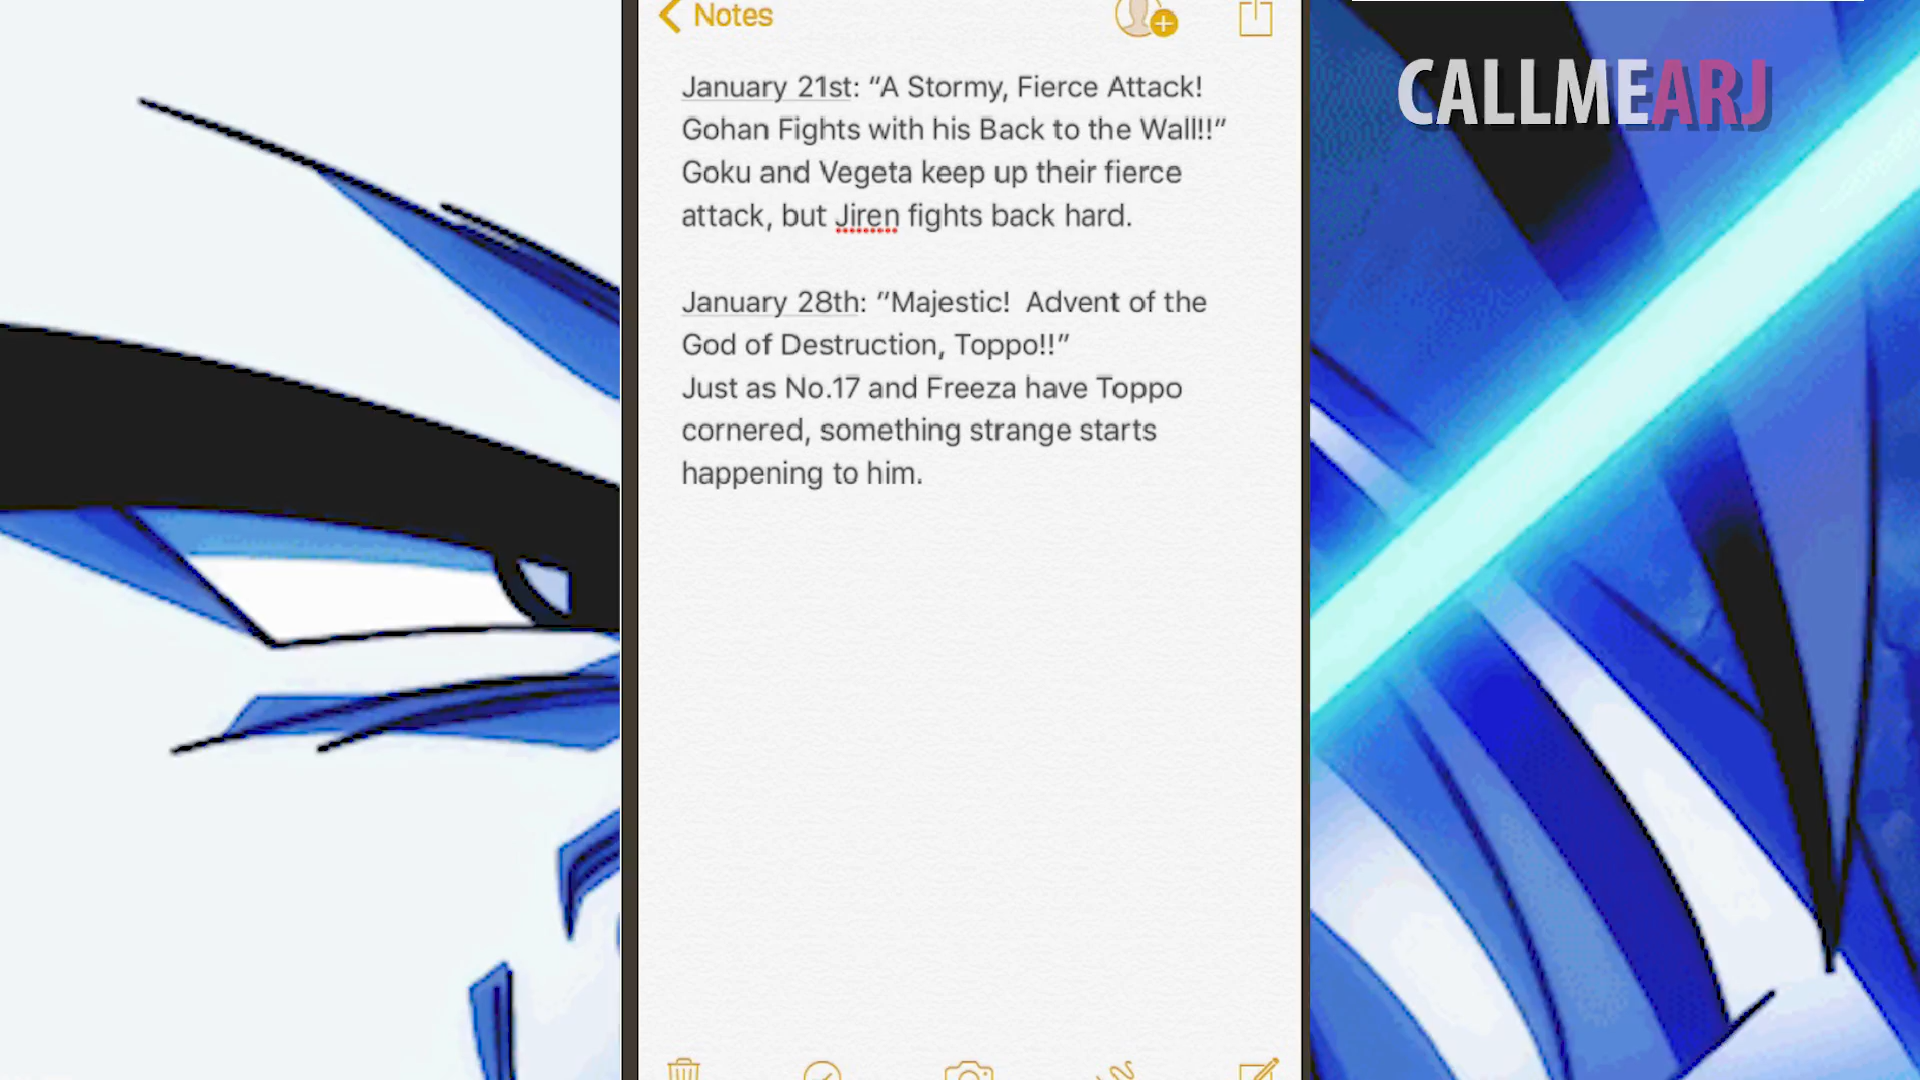 Notes
CALLMEARJ
January 21st: “A Stormy, Fierce Attack!
Gohan Fights with his Back to the Wall!!”
Goku and Vegeta keep up their fierce
attack, but Jiren fights back hard.
January 28th: “Majestic!  Advent of the
God of Destruction, Toppo!!”
Just as No.17 and Freeza have Toppo
cornered, something strange starts
happening to him.